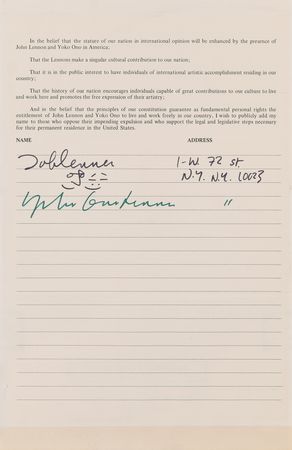 In the belief that the stature of our nation in international opinion will be enhanced by the presence of
John Lennon and Yoko Ono in America;
That the Lennons make a singular cultural contribution to our nation;
That it is in the public interest to have individuals of international artistic accomplishment residing in our
country;
That the history of our nation encourages individuals capable of great contributions to our culture to live
and work here and promotes the free expression of their artistry;
And in the belief that the principles of our constitution guarantee as fundamental personal rights the
entitlement of John Lennon and Yoko Ono to live and work freely in our country, I wish to publicly add my
name to those who oppose their impending expulsion and who support the legal and legislative steps necessary
for their permanent residence in the United States.
NAME ADDRESS
John Lennon 1-W. 72 st
N.Y. N.Y. 10023
Yoko Ono Lennon "